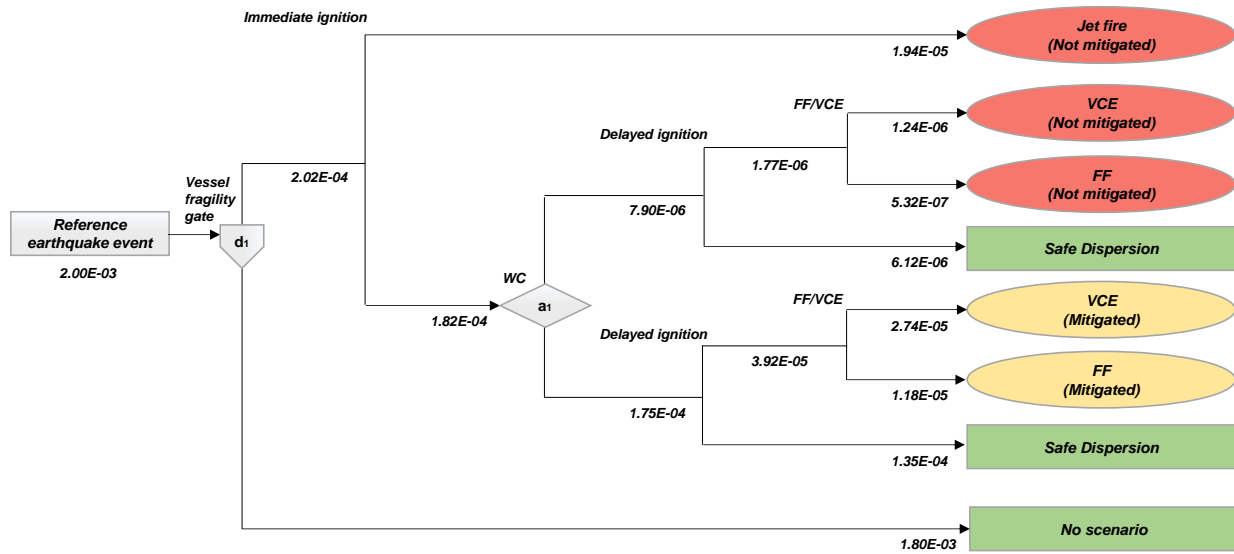 Immediate ignition
Jet fire
(Not mitigated)
1.94E-05
FF/VCE
VCE
(Not mitigated)
1.24E-06
Delayed ignition
1.77E-06
FF
(Not mitigated)
5.32E-07
Vessel
fragility
gate
2.02E-04
7.90E-06
Reference
earthquake event
d1
2.00E-03
Safe Dispersion
6.12E-06
WC
a1
1.82E-04
FF/VCE
VCE
(Mitigated)
2.74E-05
Delayed ignition
3.92E-05
FF
(Mitigated)
1.18E-05
1.75E-04
Safe Dispersion
1.35E-04
No scenario
1.80E-03